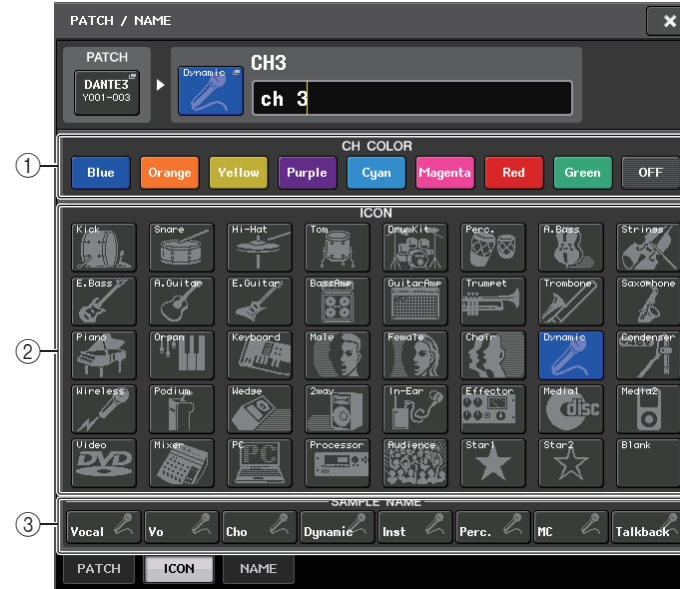 PATCH / NAME
×
PATCH
DANTE3
Y001-003
Dynamic
CH3
ch 3
①
CH COLOR
Blue Orange Yellow Purple Cyan Magenta Red Green OFF
②
ICON
Kick Snare Hi-Hat Tom DrumKit Perc. A.Bass Strings
E.Bass A.Guitar E.Guitar BassAmp GuitarAmp Trumpet Trombone Saxophone
Piano Organ Keyboard Male Female Choir Dynamic Condenser
Wireless Podium Wedge 2way In-Ear Effector Media1 Media2
disc
Video Mixer PC Processor Audience Star1 Star2 Blank
DVD PC
③
SAMPLE NAME
Vocal Vo Cho Dynamic Inst Perc. MC Talkback
PATCH ICON NAME